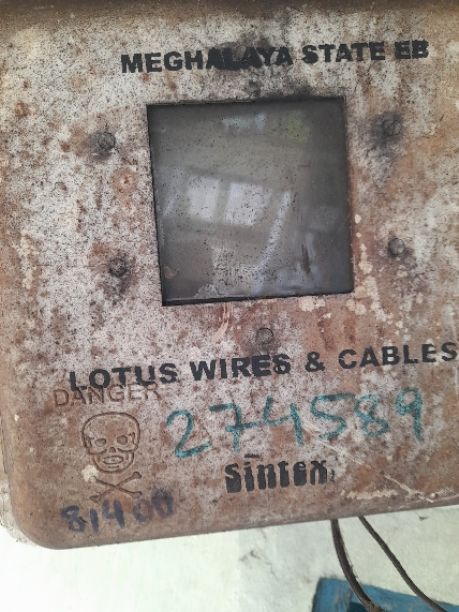 MEGHALAYA STATE EB
LOTUS WIRES & CABLES
DANGER
274589
Sintex
81400